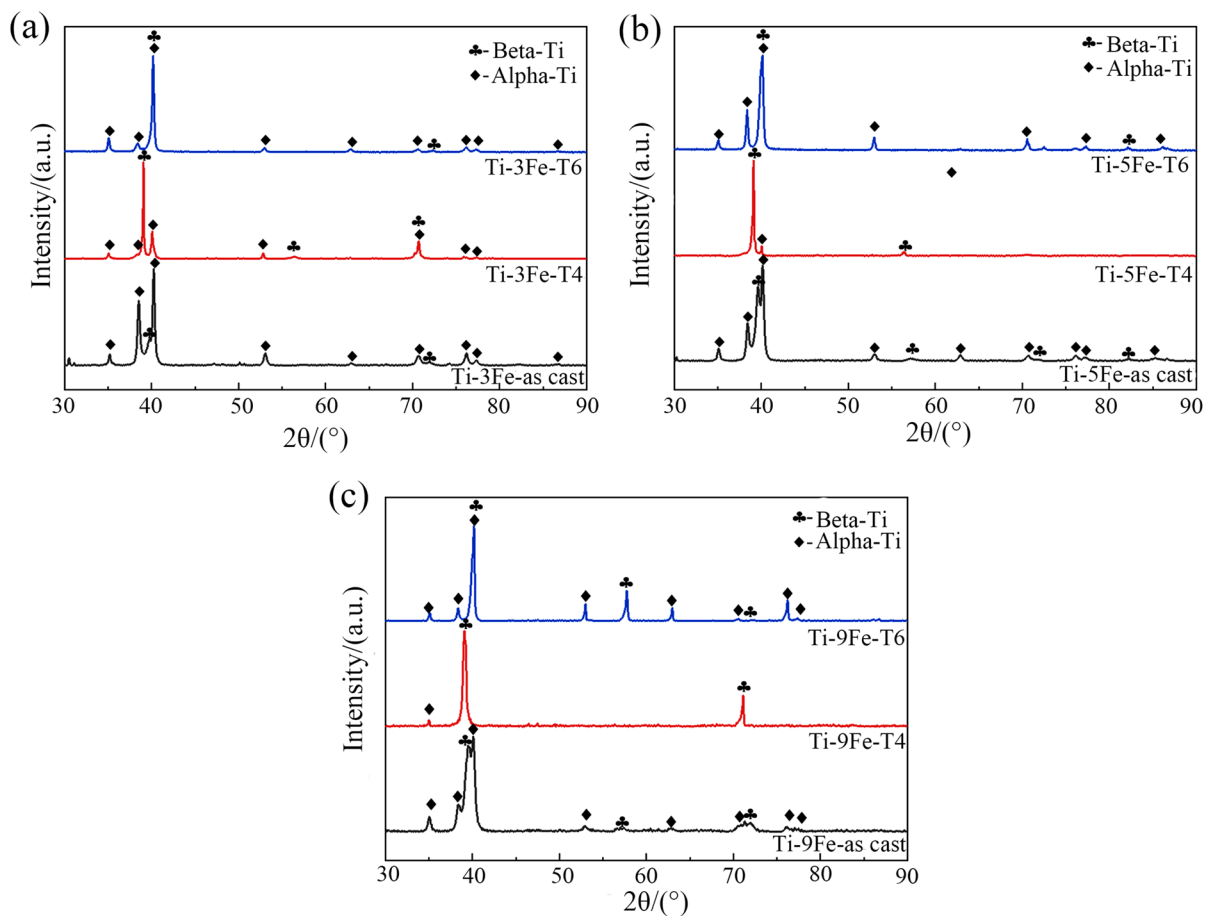 (a)
♣-Beta-Ti
◆-Alpha-Ti
Ti-3Fe-T6
Ti-3Fe-T4
Ti-3Fe-as cast
Intensity/(a.u.)
30 40 50 60 70 80 90
2θ/(°)
(b)
♣-Beta-Ti
◆-Alpha-Ti
Ti-5Fe-T6
Ti-5Fe-T4
Ti-5Fe-as cast
Intensity/(a.u.)
30 40 50 60 70 80 90
2θ/(°)
(c)
♣-Beta-Ti
◆-Alpha-Ti
Ti-9Fe-T6
Ti-9Fe-T4
Ti-9Fe-as cast
Intensity/(a.u.)
30 40 50 60 70 80 90
2θ/(°)